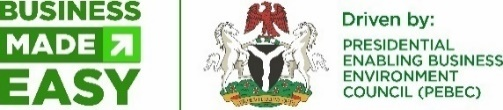 BUSINESS
MADE
EASY
Driven by:
PRESIDENTIAL
ENABLING BUSINESS
ENVIRONMENT
COUNCIL (PEBEC)